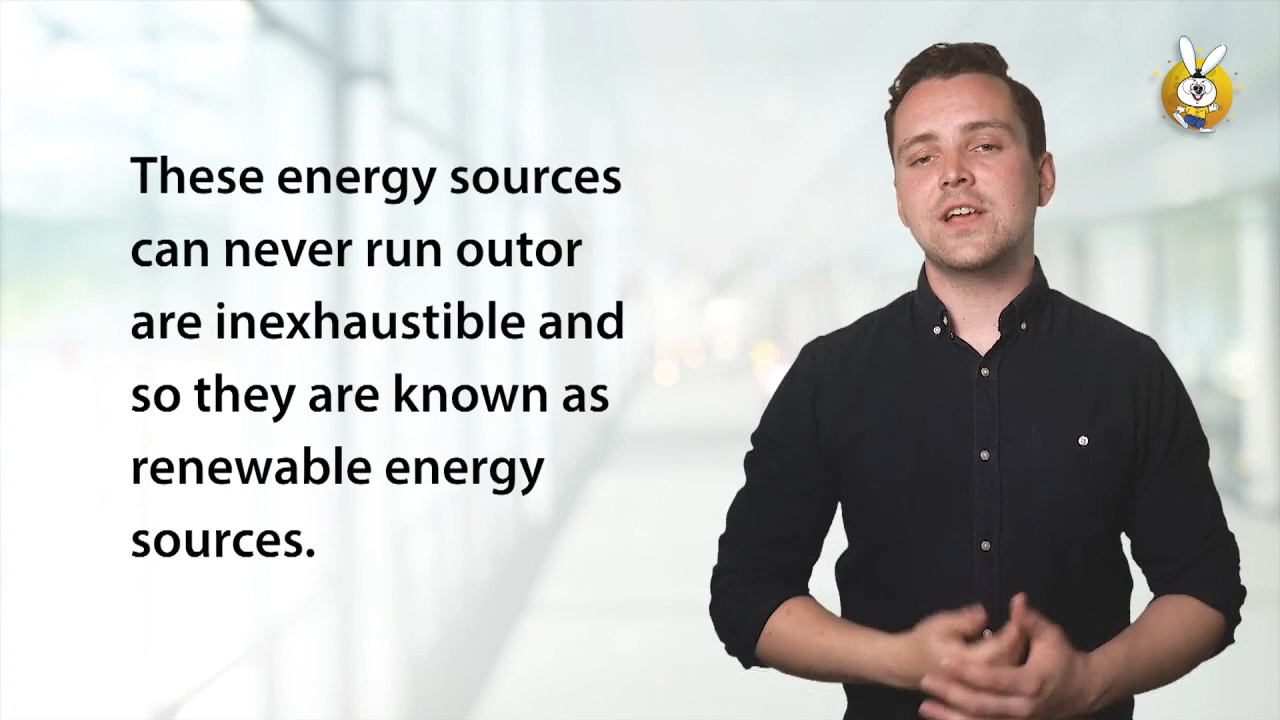 These energy sources
can never run outor
are inexhaustible and
so they are known as
renewable energy
sources.